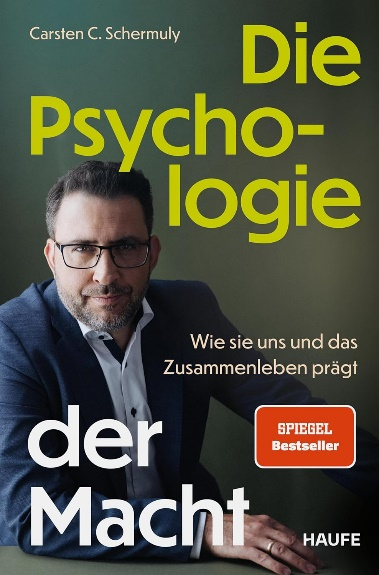 Carsten C. Schermuly
Die
Psycho-
logie
Wie sie uns und das
Zusammenleben prägt
der
Macht
SPIEGEL
Bestseller
HAUFE